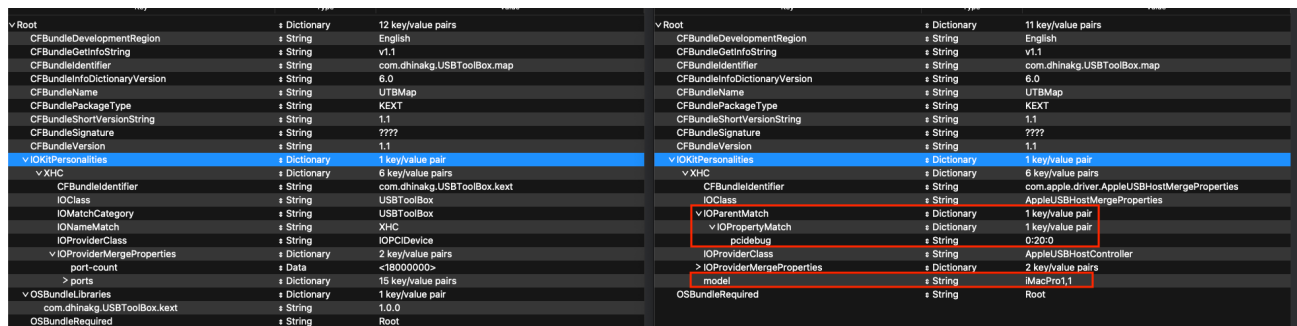 Root Dictionary 12 key/value pairs
CFBundleDevelopmentRegion String English
CFBundleGetInfoString String v1.1
CFBundleIdentifier String com.dhinakg.USBToolBox.map
CFBundleInfoDictionaryVersion String 6.0
CFBundleName String UTBMap
CFBundlePackageType String KEXT
CFBundleShortVersionString String 1.1
CFBundleSignature String ????
CFBundleVersion String 1.1
IOKitPersonalities Dictionary 1 key/value pair
XHC Dictionary 6 key/value pairs
CFBundleIdentifier String com.dhinakg.USBToolBox.kext
IOClass String USBToolBox
IOMatchCategory String USBToolBox
IONameMatch String XHC
IOProviderClass String IOPCIDevice
IOProviderMergeProperties Dictionary 2 key/value pairs
port-count Data <18000000>
ports Dictionary 15 key/value pairs
OSBundleLibraries Dictionary 1 key/value pair
com.dhinakg.USBToolBox.kext String 1.0.0
OSBundleRequired String Root
Root Dictionary 11 key/value pairs
CFBundleDevelopmentRegion String English
CFBundleGetInfoString String v1.1
CFBundleIdentifier String com.dhinakg.USBToolBox.map
CFBundleInfoDictionaryVersion String 6.0
CFBundleName String UTBMap
CFBundlePackageType String KEXT
CFBundleShortVersionString String 1.1
CFBundleSignature String ????
CFBundleVersion String 1.1
IOKitPersonalities Dictionary 1 key/value pair
XHC Dictionary 6 key/value pairs
CFBundleIdentifier String com.apple.driver.AppleUSBHostMergeProperties
IOClass String AppleUSBHostMergeProperties
IOParentMatch Dictionary 1 key/value pair
IOPropertyMatch Dictionary 1 key/value pair
pcidebug String 0:20:0
IOProviderClass String AppleUSBHostController
IOProviderMergeProperties Dictionary 2 key/value pairs
model String iMacPro1,1
OSBundleRequired String Root